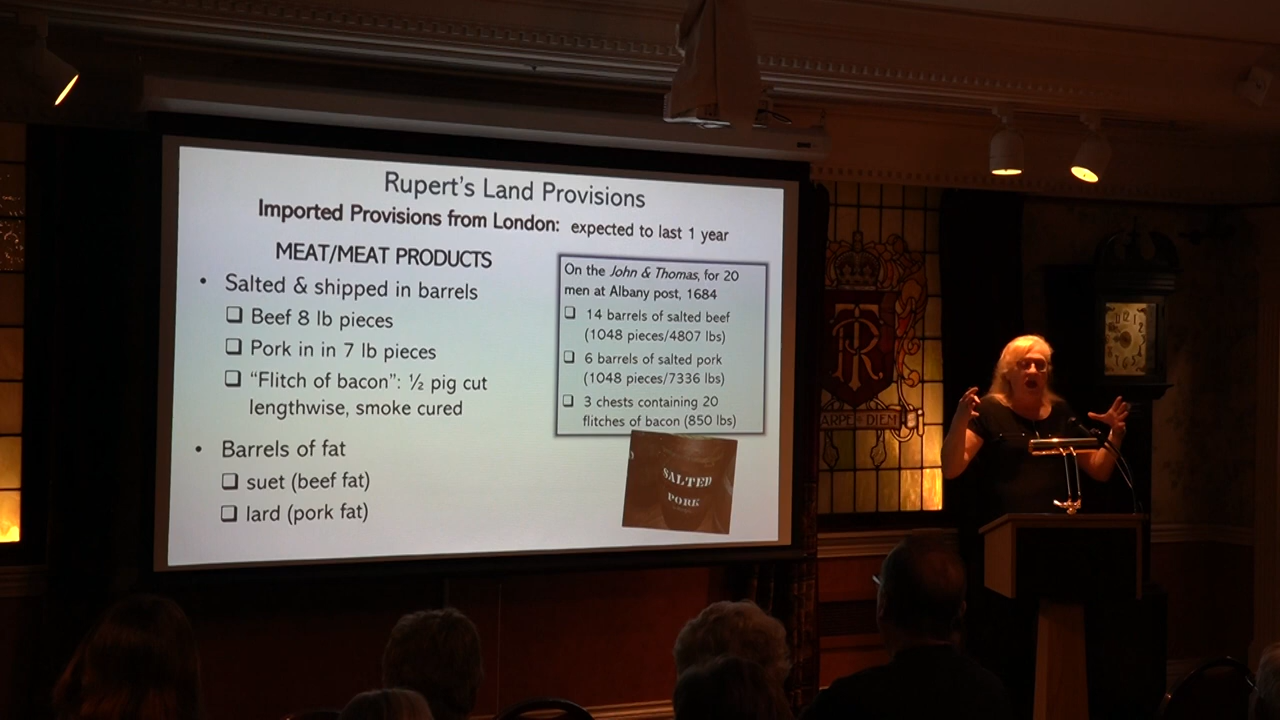 Rupert's Land Provisions
Imported Provisions from London: expected to last 1 year
MEAT/MEAT PRODUCTS
• Salted & shipped in barrels
❑ Beef 8 lb pieces
❑ Pork in in 7 lb pieces
❑ "Flitch of bacon": ½ pig cut
lengthwise, smoke cured
• Barrels of fat
❑ suet (beef fat)
❑ lard (pork fat)
On the John & Thomas, for 20
men at Albany post, 1684
❑ 14 barrels of salted beef
(1048 pieces/4807 lbs)
❑ 6 barrels of salted pork
(1048 pieces/7336 lbs)
❑ 3 chests containing 20
flitches of bacon (850 lbs)
SALTED
PORK
ARPE DIEM